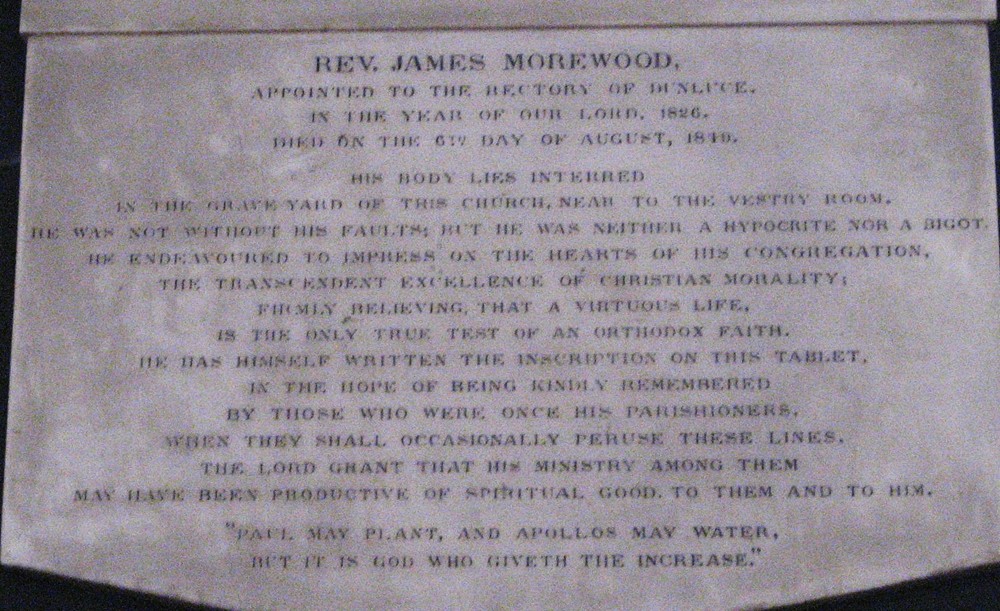 REV. JAMES MOREWOOD,
APPOINTED TO THE RECTORY OF DUNLUCE,
IN THE YEAR OF OUR LORD, 1826.
DIED ON THE 6TH DAY OF AUGUST, 1849.
HIS BODY LIES INTERRED
IN THE GRAVE YARD OF THIS CHURCH, NEAR TO THE VESTRY ROOM.
HE WAS NOT WITHOUT HIS FAULTS; BUT HE WAS NEITHER A HYPOCRITE NOR A BIGOT.
HE ENDEAVOURED TO IMPRESS ON THE HEARTS OF HIS CONGREGATION,
THE TRANSCENDENT EXCELLENCE OF CHRISTIAN MORALITY;
FIRMLY BELIEVING, THAT A VIRTUOUS LIFE,
IS THE ONLY TRUE TEST OF AN ORTHODOX FAITH.
HE HAS HIMSELF WRITTEN THE INSCRIPTION ON THIS TABLET,
IN THE HOPE OF BEING KINDLY REMEMBERED
BY THOSE WHO WERE ONCE HIS PARISHIONERS,
WHEN THEY SHALL OCCASIONALLY PERUSE THESE LINES.
THE LORD GRANT THAT HIS MINISTRY AMONG THEM
MAY HAVE BEEN PRODUCTIVE OF SPIRITUAL GOOD, TO THEM AND TO HIM.
"PAUL MAY PLANT, AND APOLLOS MAY WATER,
BUT IT IS GOD WHO GIVETH THE INCREASE."